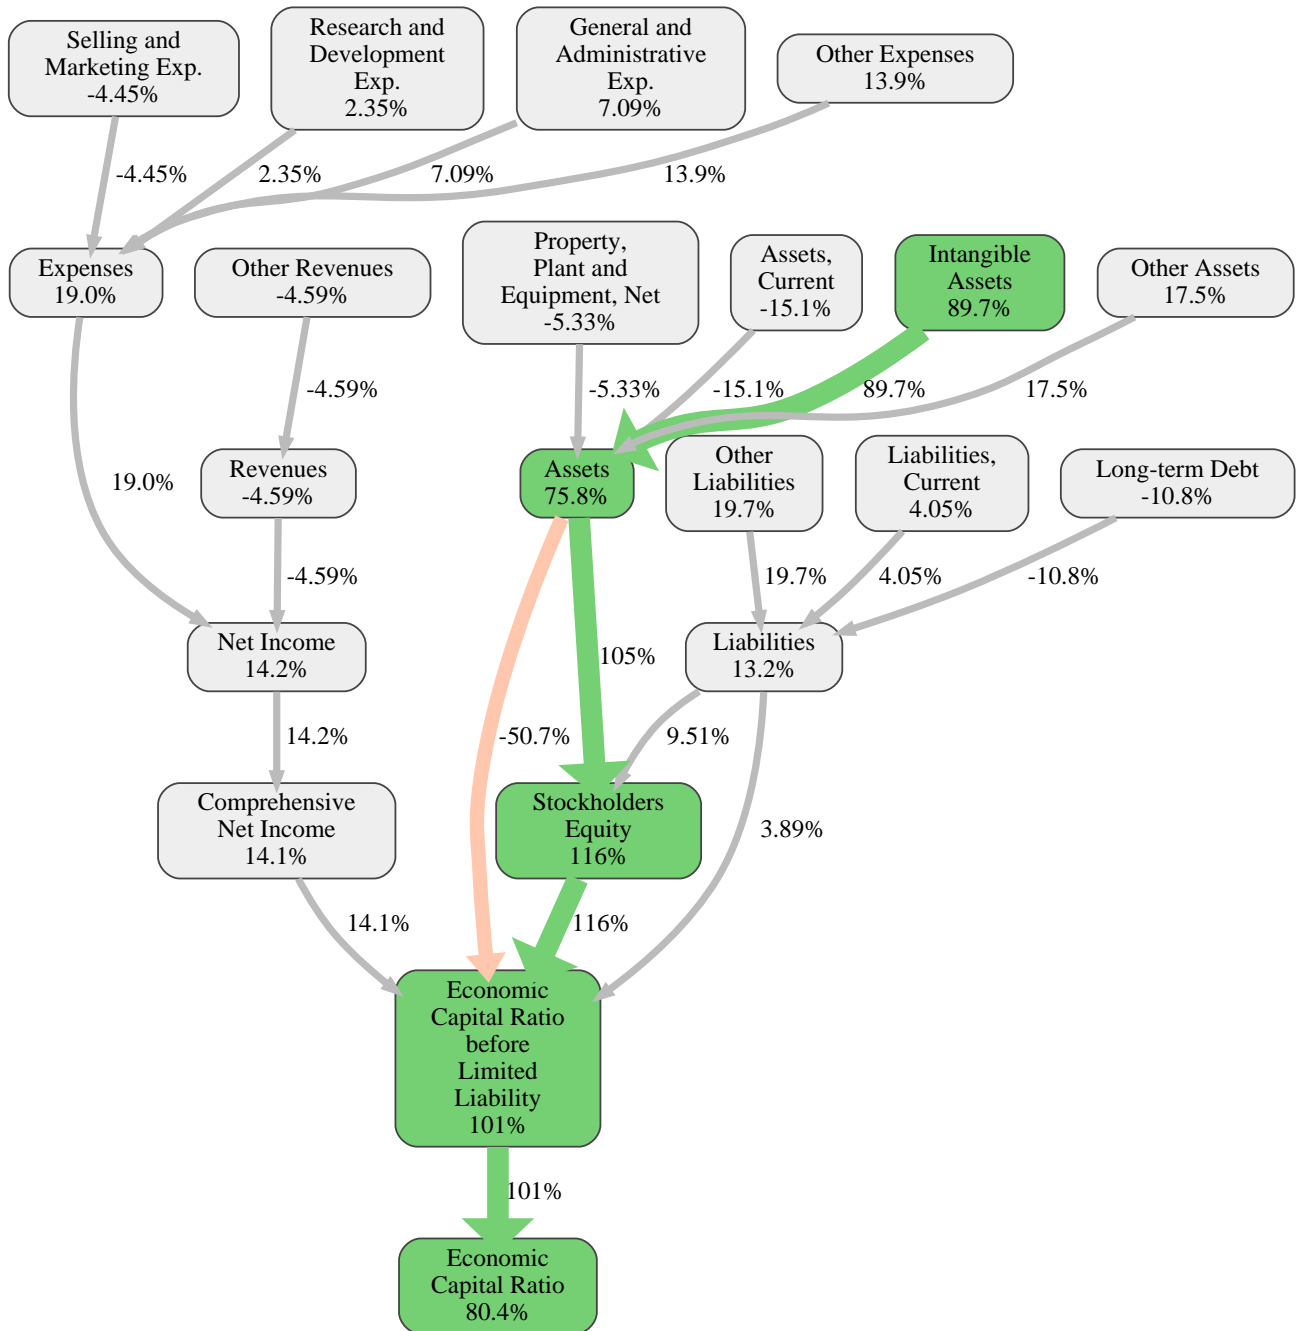 Selling and
Marketing Exp.
-4.45%
Research and
Development
Exp.
2.35%
General and
Administrative
Exp.
7.09%
Other Expenses
13.9%
-4.45%
2.35%
7.09%
13.9%
Expenses
19.0%
Other Revenues
-4.59%
Property,
Plant and
Equipment, Net
-5.33%
Assets,
Current
-15.1%
Intangible
Assets
89.7%
Other Assets
17.5%
-4.59%
-5.33%
-15.1%
89.7%
17.5%
19.0%
Revenues
-4.59%
Assets
75.8%
Other
Liabilities
19.7%
Liabilities,
Current
4.05%
Long-term Debt
-10.8%
-4.59%
19.7%
4.05%
-10.8%
Net Income
14.2%
105%
Liabilities
13.2%
14.2%
-50.7%
9.51%
Comprehensive
Net Income
14.1%
Stockholders
Equity
116%
3.89%
14.1%
116%
Economic
Capital Ratio
before
Limited
Liability
101%
101%
Economic
Capital Ratio
80.4%